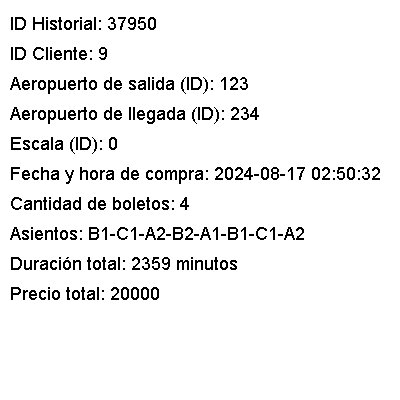 ID Historial: 37950
ID Cliente: 9
Aeropuerto de salida (ID): 123
Aeropuerto de llegada (ID): 234
Escala (ID): 0
Fecha y hora de compra: 2024-08-17 02:50:32
Cantidad de boletos: 4
Asientos: B1-C1-A2-B2-A1-B1-C1-A2
Duración total: 2359 minutos
Precio total: 20000